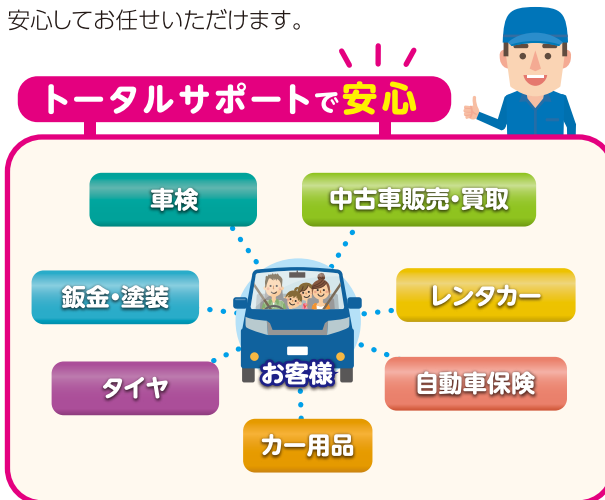 安心してお任せいただけます。
トータルサポートで安心
車検
中古車販売・買取
鈑金・塗装
レンタカー
タイヤ
自動車保険
お客様
カー用品